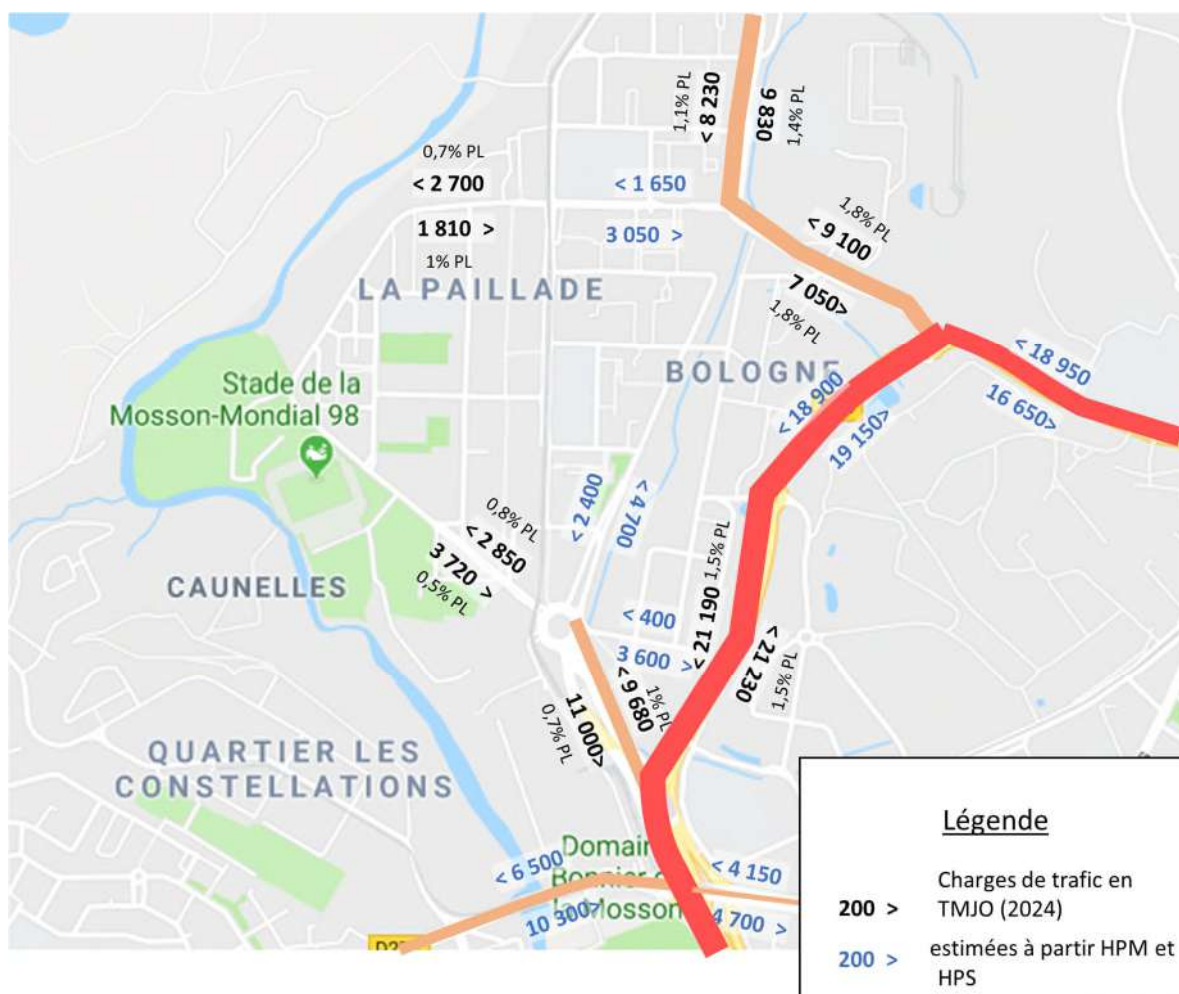 1,1% PL
< 8 230
9 830
1,4% PL
0,7% PL
< 2 700
< 1 650
1 810 >
3 050 >
1% PL
1,8% PL
< 9 100
7 050>
1,8% PL
LA PAILLADE
BOLOGNE
< 18 950
16 650>
< 18 900
19 150>
Stade de la
Mosson-Mondial 98
< 2 400
< 4 700
0,8% PL
< 2 850
3 720 >
0,5% PL
CAUNELLES
< 400
3 600 >
< 21 190
1,5% PL
< 21 230
1,5% PL
1% PL
< 9 680
11 000>
0,7% PL
QUARTIER LES
CONSTELLATIONS
< 6 500
10 300>
Domain
Bonnier
la Mosson
< 4 150
4 700 >
Légende
200 >
Charges de trafic en
TMJO (2024)
200 >
estimées à partir HPM et
HPS